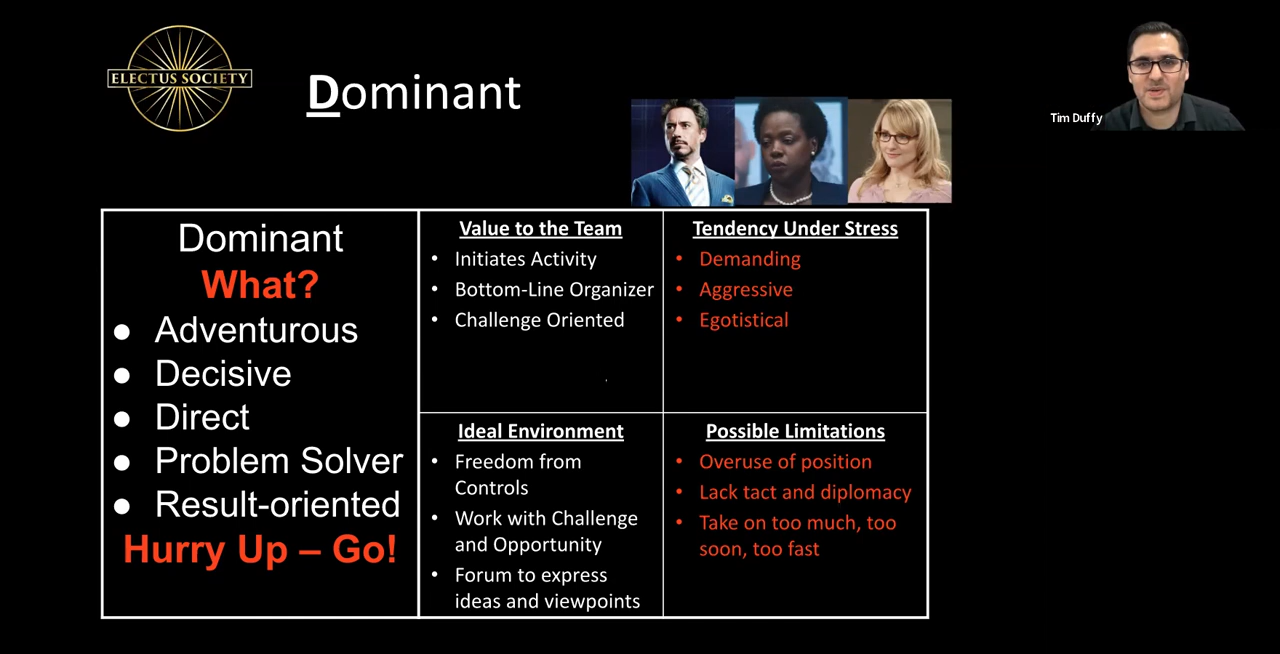 ELECTUS SOCIETY
Dominant
Tim Duffy
Dominant
What?
● Adventurous
● Decisive
● Direct
● Problem Solver
● Result-oriented
Hurry Up – Go!
Value to the Team
• Initiates Activity
• Bottom-Line Organizer
• Challenge Oriented
Tendency Under Stress
• Demanding
• Aggressive
• Egotistical
Ideal Environment
• Freedom from
Controls
• Work with Challenge
and Opportunity
• Forum to express
ideas and viewpoints
Possible Limitations
• Overuse of position
• Lack tact and diplomacy
• Take on too much, too
soon, too fast